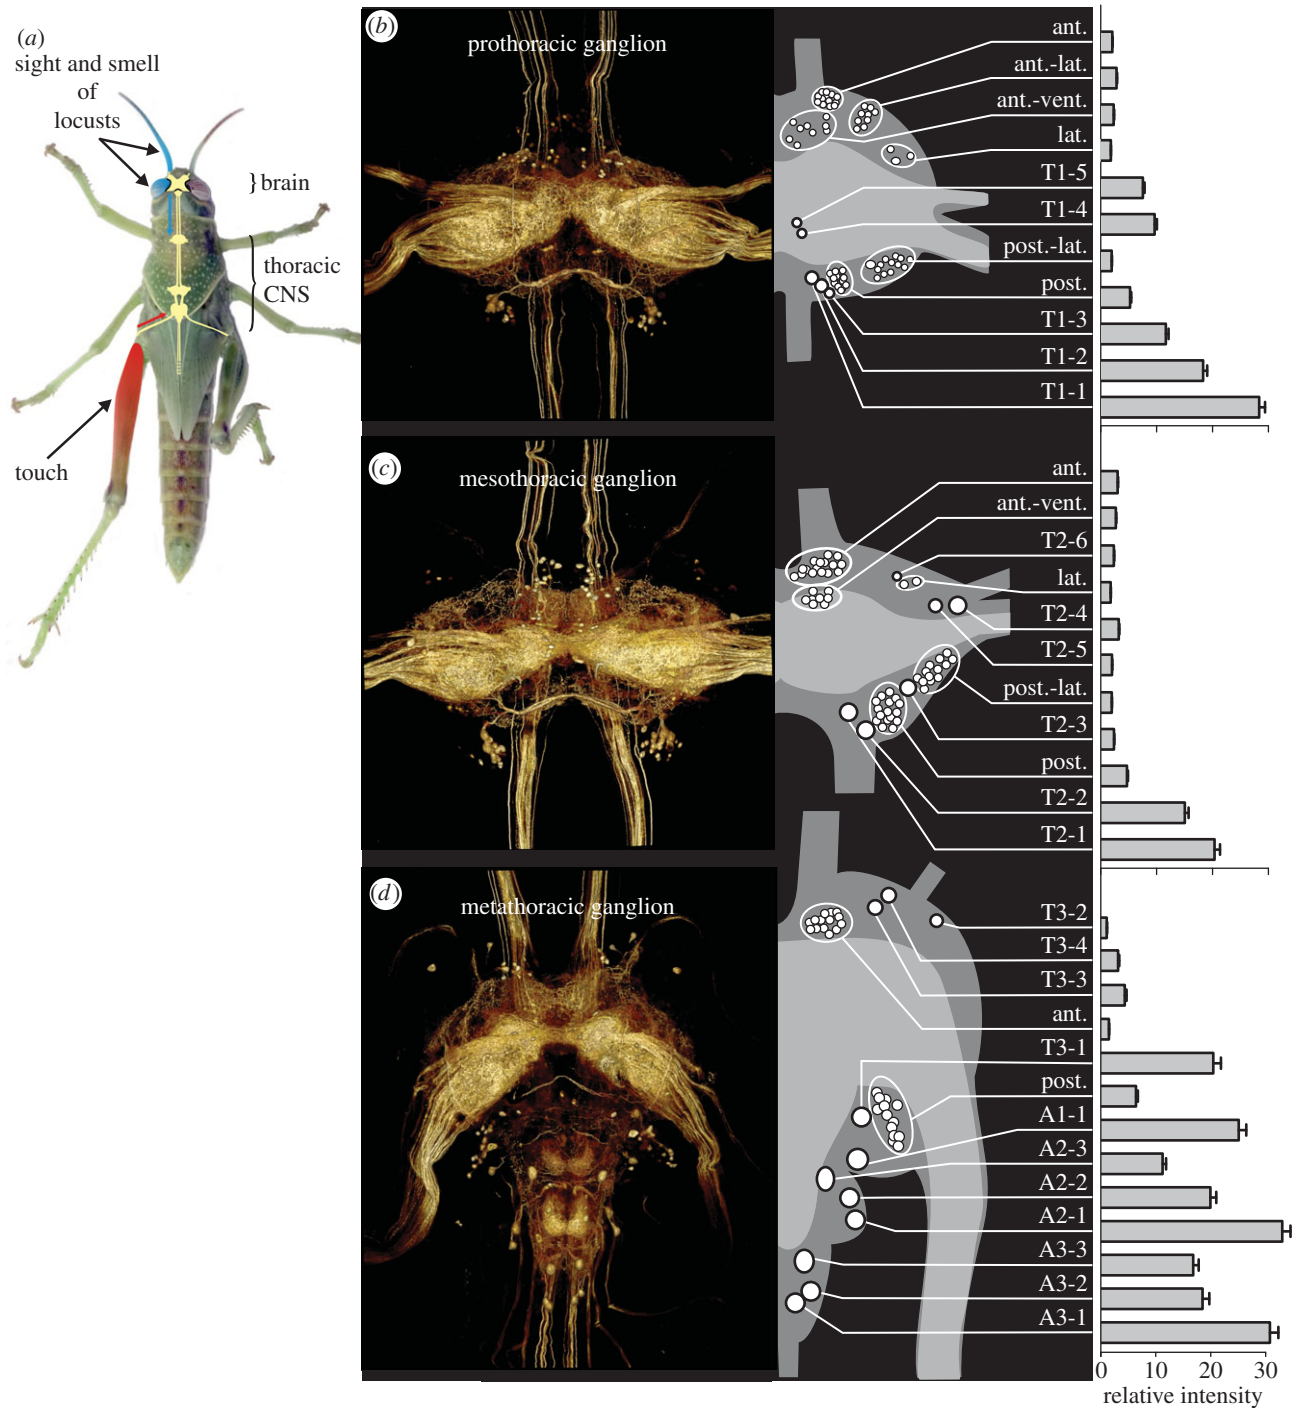 (a)
sight and smell
of
locusts
}brain
thoracic
CNS
touch
(b)
prothoracic ganglion
ant.
ant.-lat.
ant.-vent.
lat.
T1-5
T1-4
post.-lat.
post.
T1-3
T1-2
T1-1
(c)
mesothoracic ganglion
ant.
ant.-vent.
T2-6
lat.
T2-4
T2-5
post.-lat.
T2-3
post.
T2-2
T2-1
(d)
metathoracic ganglion
T3-2
T3-4
T3-3
ant.
T3-1
post.
A1-1
A2-3
A2-2
A2-1
A3-3
A3-2
A3-1
0 10 20 30
relative intensity